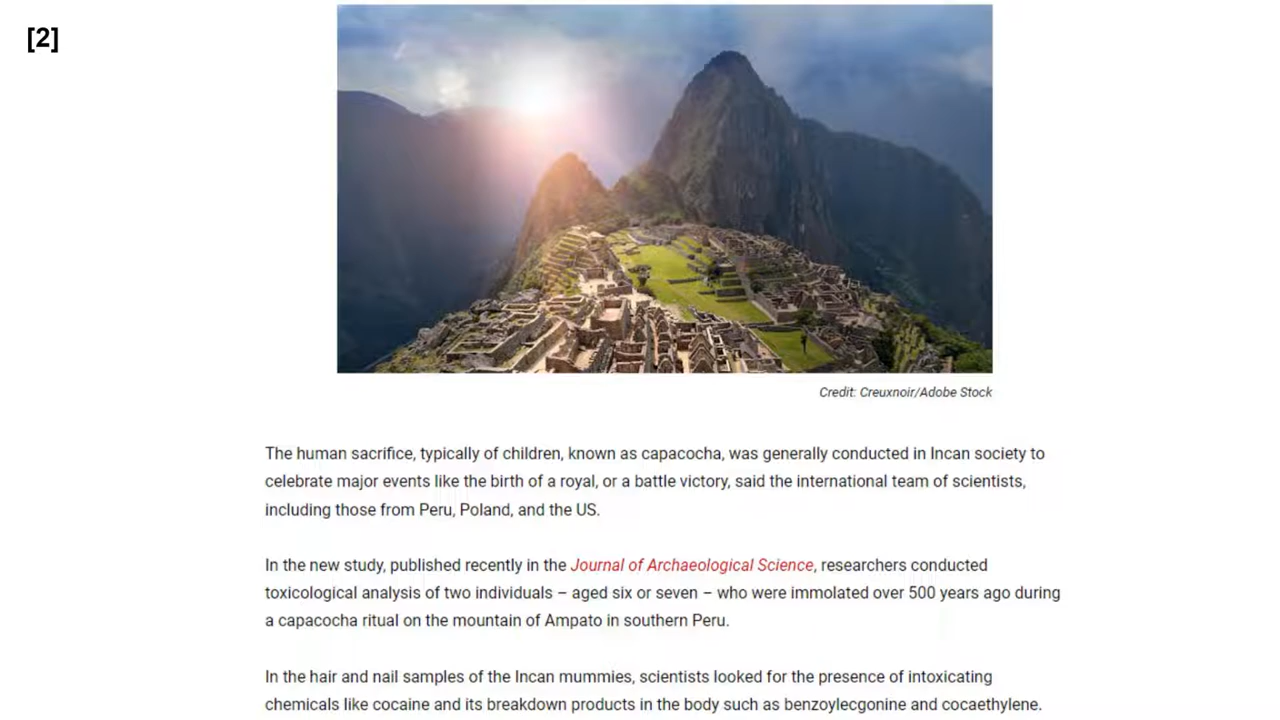 [2]
Credit: Creuxnoir/Adobe Stock
The human sacrifice, typically of children, known as capacocha, was generally conducted in Incan society to
celebrate major events like the birth of a royal, or a battle victory, said the international team of scientists,
including those from Peru, Poland, and the US.
In the new study, published recently in the Journal of Archaeological Science, researchers conducted
toxicological analysis of two individuals – aged six or seven – who were immolated over 500 years ago during
a capacocha ritual on the mountain of Ampato in southern Peru.
In the hair and nail samples of the Incan mummies, scientists looked for the presence of intoxicating
chemicals like cocaine and its breakdown products in the body such as benzoylecgonine and cocaethylene.